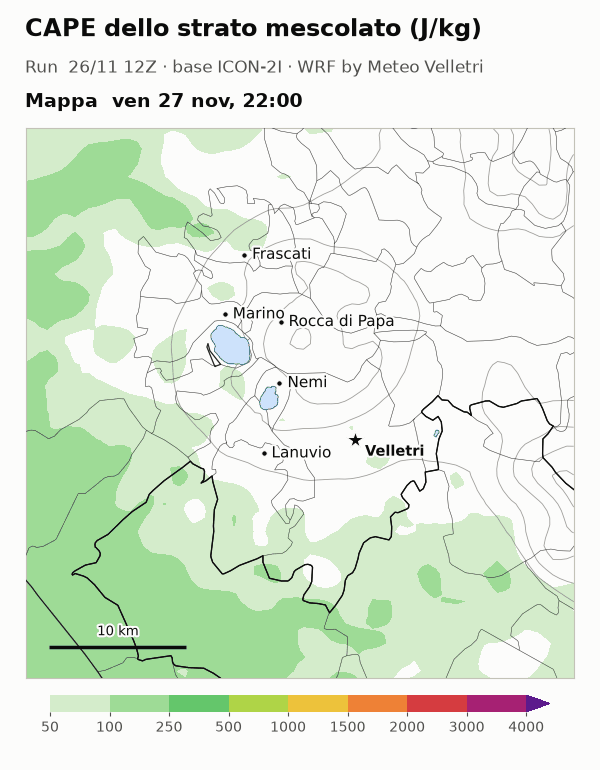 CAPE dello strato mescolato (J/kg)
Run  26/11 12Z · base ICON-2I · WRF by Meteo Velletri
Mappa  ven 27 nov, 22:00
Frascati
Marino
Rocca di Papa
Nemi
Velletri
Lanuvio
10 km
50 100 250 500 1000 1500 2000 3000 4000